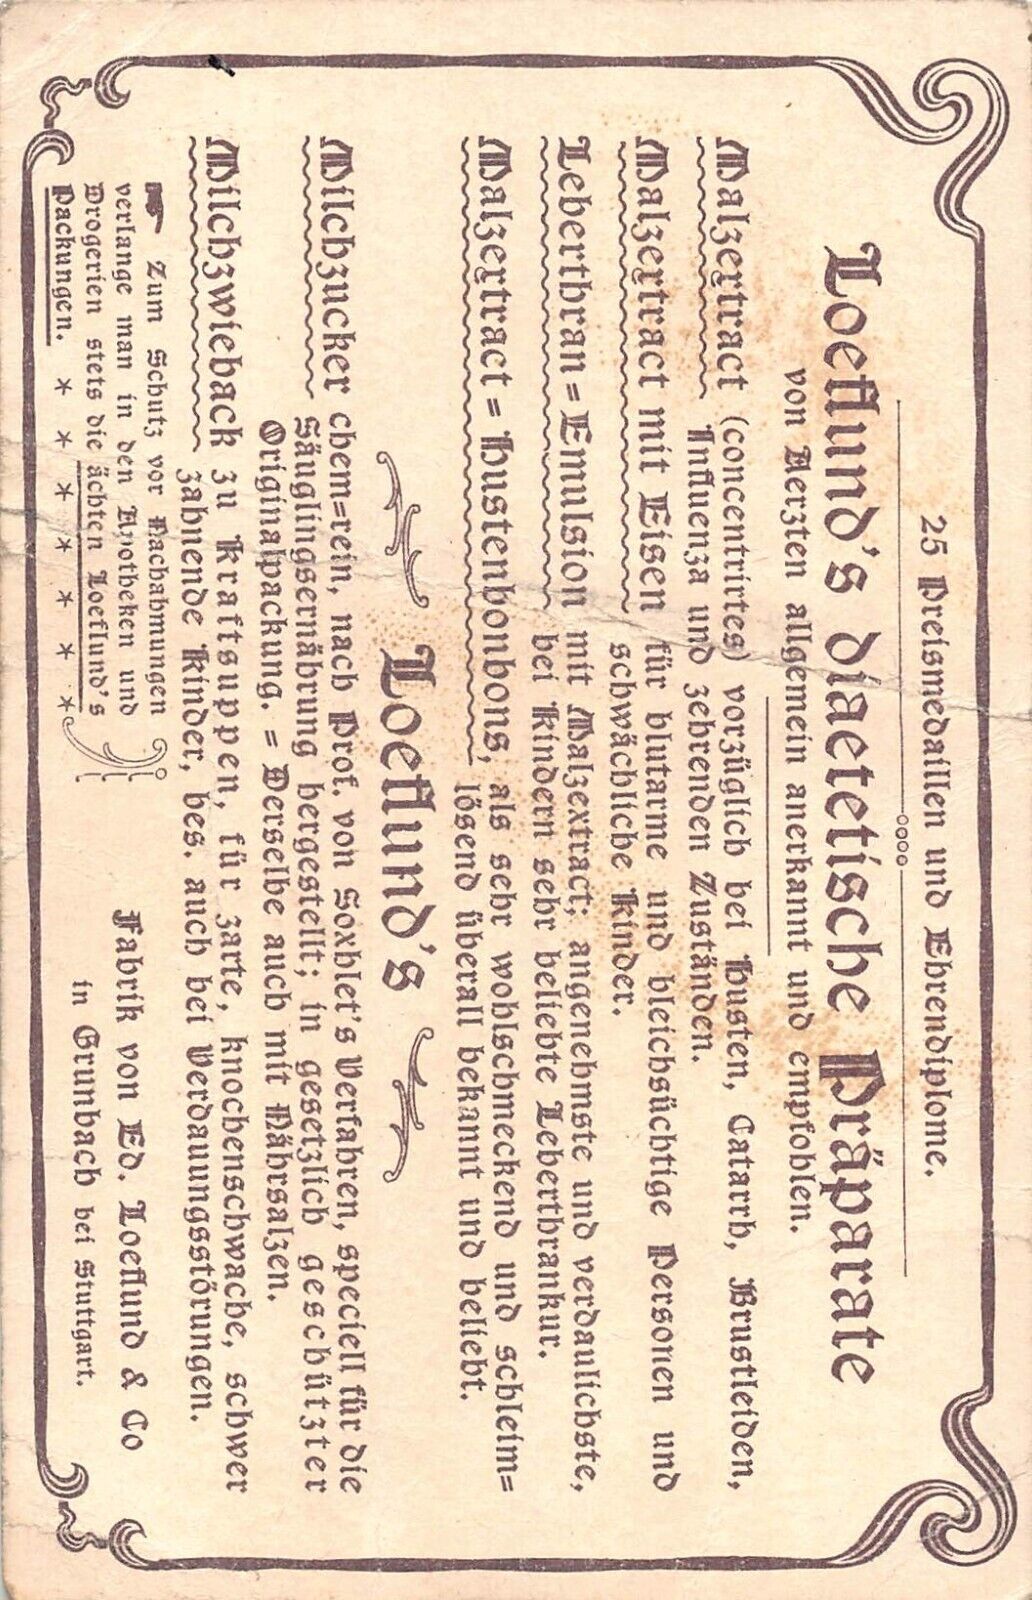 25 Preismedaillen und Ehrendiplome.
Loeflund's diaetetische Präparate
von Aerzten allgemein anerkannt und empfohlen.
Malzextract (concentrirtes) vorzüglich bei Husten, Catarrh, Brustleiden,
Influenza und zehrenden Zuständen.
Malzextract mit Eisen für blutarme und bleichsüchtige Personen und
schwächliche Kinder.
Leberthran=Emulsion mit Malzextract; angenehmste und verdaulichste,
bei Kindern sehr beliebte Leberthrankur.
Malzextract=Hustenbonbons, als sehr wohlschmeckend und schleim=
lösend überall bekannt und beliebt.
Loeflund's
Milchzucker chem=rein, nach Prof. von Soxhlet's Verfahren, speciell für die
Säuglingsernährung hergestellt; in gesetzlich geschützter
Originalpackung. = Derselbe auch mit Nährsalzen.
Milchzwieback zu Kraftsuppen, für zarte, knochenschwache, schwer
zahnende Kinder, bes. auch bei Verdauungsstörungen.
☛ Zum Schutz vor Nachahmungen
verlange man in den Apotheken und
Drogerien stets die ächten Loeflund's
Packungen. * * * * * * *
Fabrik von Ed. Loeflund & Co
in Grunbach bei Stuttgart.